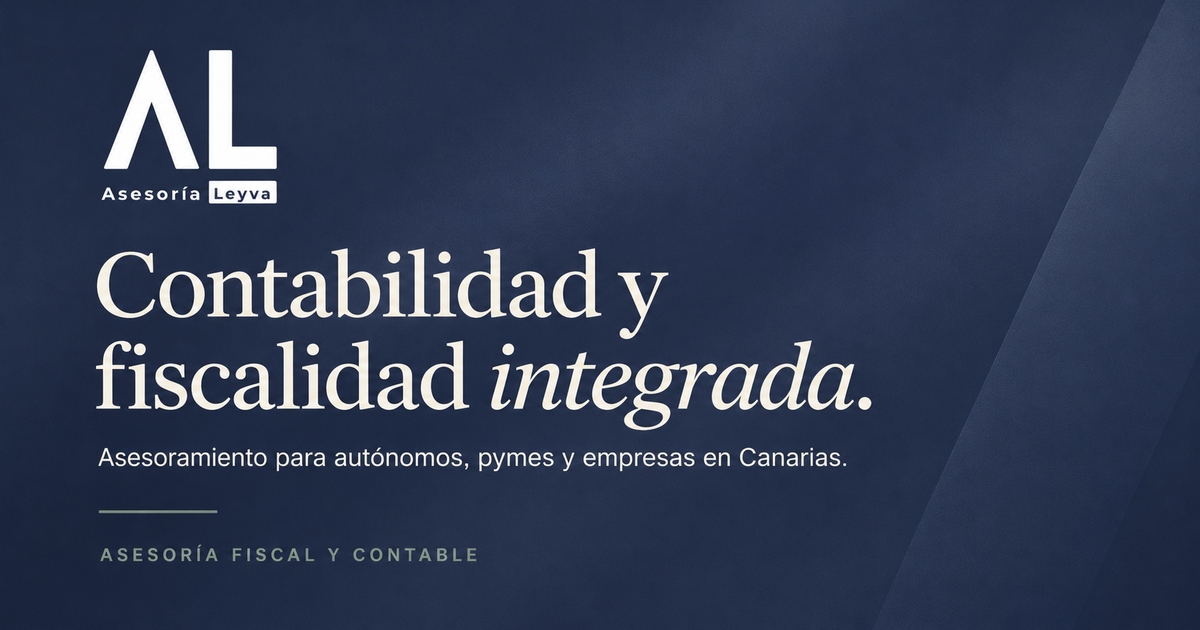 AL
Asesoría Leyva
Contabilidad y
fiscalidad integrada.
Asesoramiento para autónomos, pymes y empresas en Canarias.
ASESORÍA FISCAL Y CONTABLE